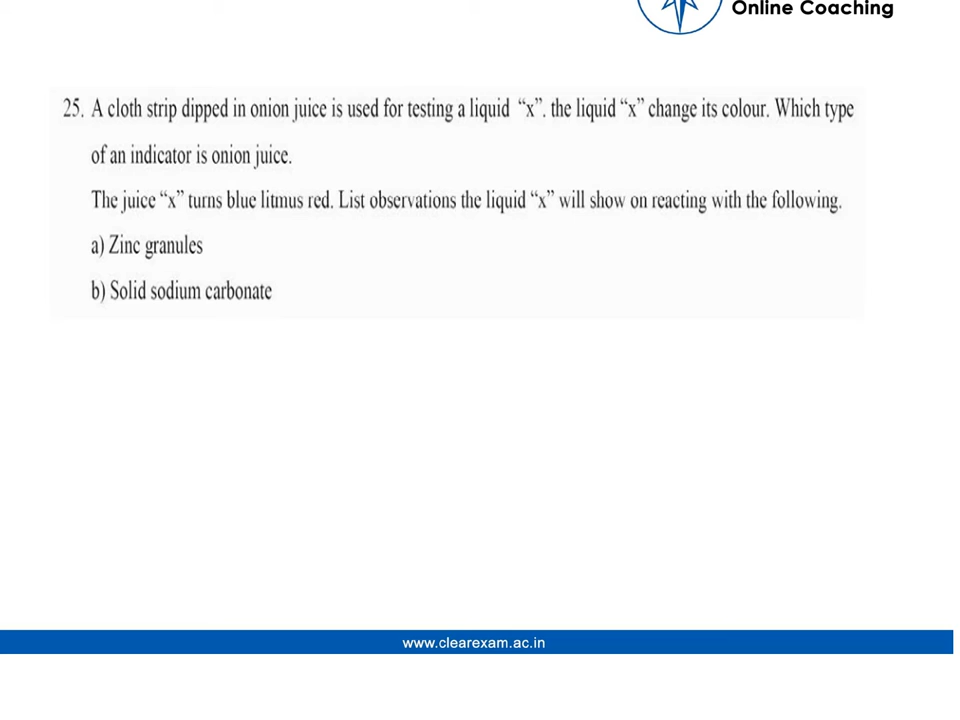 Online Coaching
25. A cloth strip dipped in onion juice is used for testing a liquid “x”. the liquid “x” change its colour. Which type
of an indicator is onion juice.
The juice “x” turns blue litmus red. List observations the liquid “x” will show on reacting with the following.
a) Zinc granules
b) Solid sodium carbonate
www.clearexam.ac.in